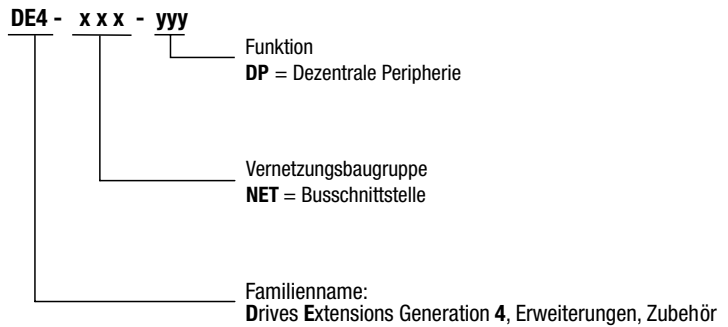 DE4 - x x x - yyy
Funktion
DP = Dezentrale Peripherie
Vernetzungsbaugruppe
NET = Busschnittstelle
Familienname:
Drives Extensions Generation 4, Erweiterungen, Zubehör